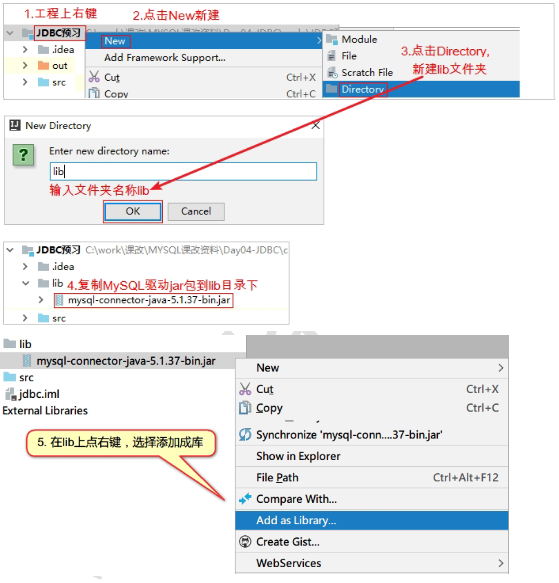 1.工程上右键
2.点击New新建
JDBC预习
New
Module
.idea
Add Framework Support...
File
3.点击Directory,
新建lib文件夹
out
Cut
Ctrl+X
Scratch File
src
Copy
Ctrl+C
Directory
New Directory
Enter new directory name:
lib
输入文件夹名称lib
OK
Cancel
JDBC预习 C:\work\课改\MYSQL课改资料\Day04-JDBC\c
.idea
lib
4.复制MySQL驱动jar包到lib目录下
mysql-connector-java-5.1.37-bin.jar
src
lib
mysql-connector-java-5.1.37-bin.jar
New
src
Cut Ctrl+X
jdbc.iml
Copy Ctrl+C
External Libraries
Synchronize 'mysql-conn....37-bin.jar'
5. 在lib上点右键，选择添加成库
Show in Explorer
File Path Ctrl+Alt+F12
Compare With...
Add as Library...
Create Gist...
WebServices